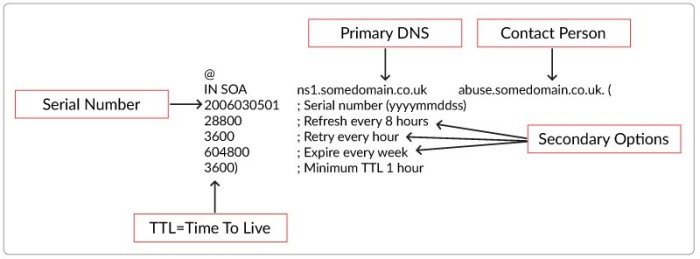 Primary DNS
Contact Person
@
IN SOA ns1.somedomain.co.uk abuse.somedomain.co.uk. (
Serial Number
2006030501 ; Serial number (yyyymmddss)
28800 ; Refresh every 8 hours
3600 ; Retry every hour
Secondary Options
604800 ; Expire every week
3600) ; Minimum TTL 1 hour
TTL=Time To Live